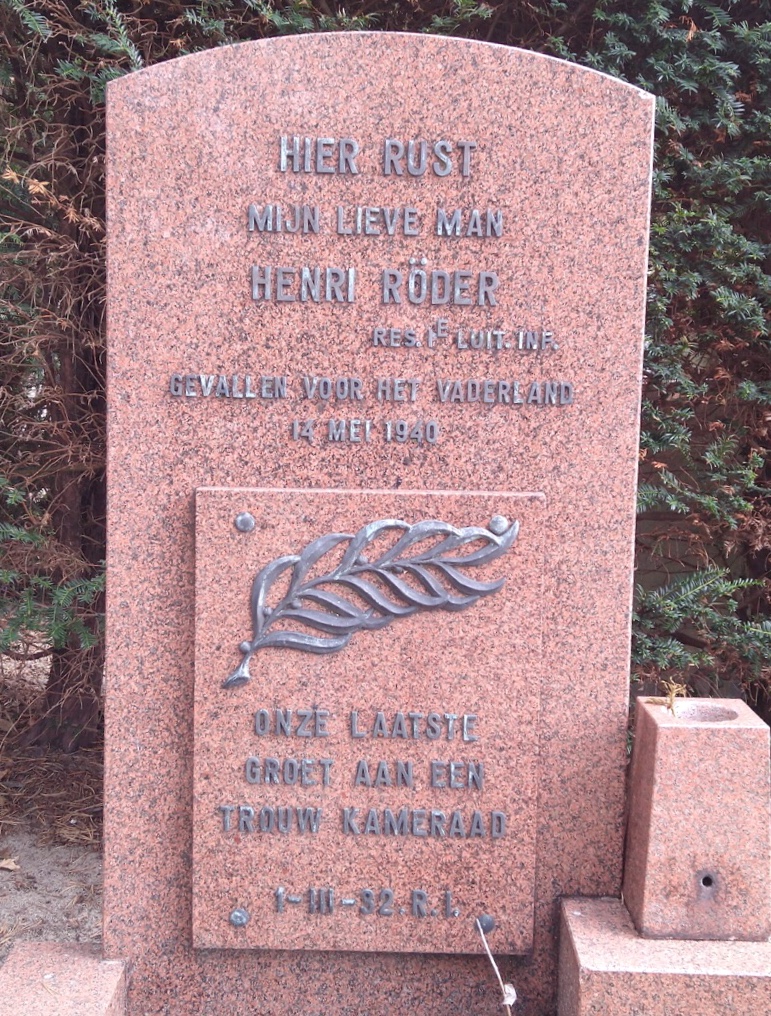 HIER RUST
MIJN LIEVE MAN
HENRI RÖDER
RES. 1E LUIT. INF.
GEVALLEN VOOR HET VADERLAND
14 MEI 1940
ONZE LAATSTE
GROET AAN EEN
TROUW KAMERAAD
1-III-32.R.I.